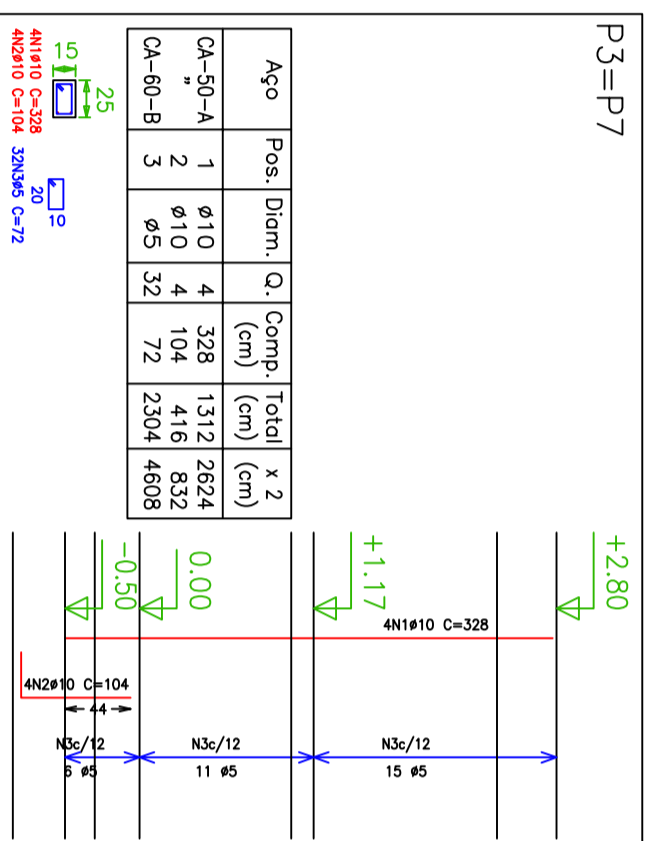 P3=P7
Aço Pos. Diam. Q. Comp. (cm) Total (cm) x 2 (cm)
CA-50-A 1 ø10 4 328 1312 2624
" 2 ø10 4 104 416 832
CA-60-B 3 ø5 32 72 2304 4608
15
25
4N1ø10 C=328
4N2ø10 C=104
10
20
32N3ø5 C=72
+2.80
+1.17
0.00
-0.50
4N1ø10 C=328
4N2ø10 C=104
44
N3c/12
6 ø5
N3c/12
11 ø5
N3c/12
15 ø5